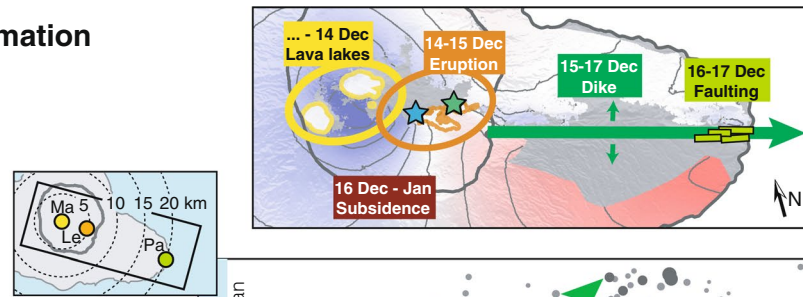 mation
... - 14 Dec
Lava lakes
14-15 Dec
Eruption
15-17 Dec
Dike
16-17 Dec
Faulting
16 Dec - Jan
Subsidence
N
Ma 5 10 15 20 km
Le
Pa
an